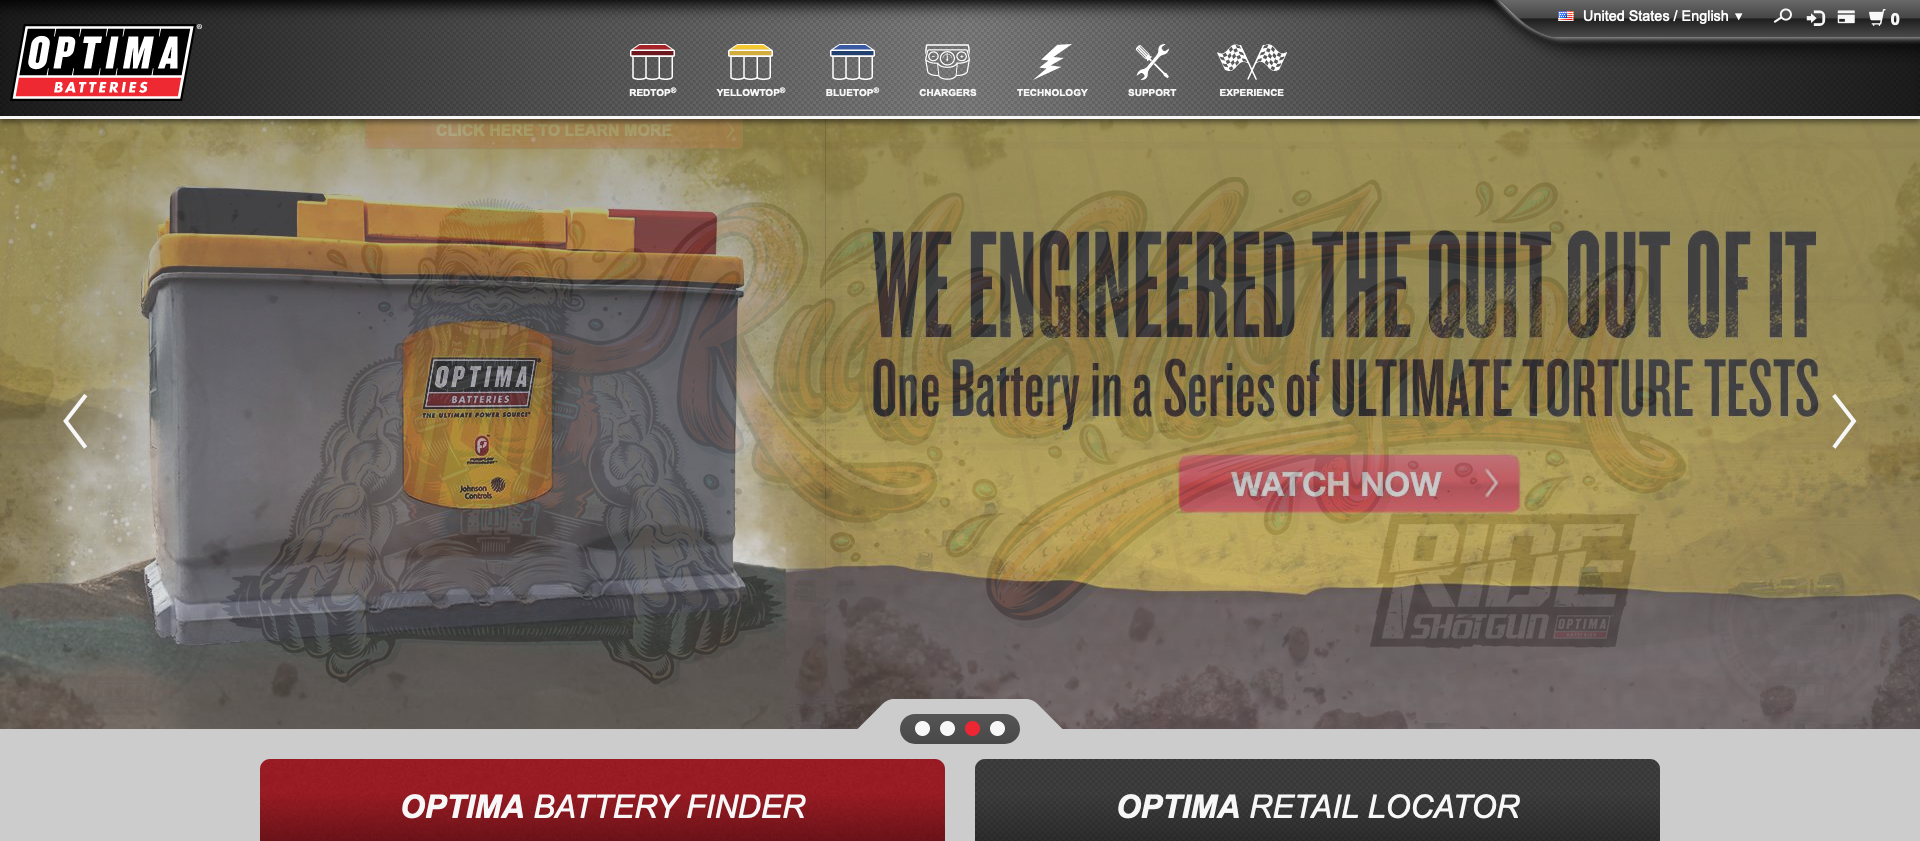 OPTIMA®
BATTERIES
United States / English ▼
0
REDTOP®
YELLOWTOP®
BLUETOP®
CHARGERS
TECHNOLOGY
SUPPORT
EXPERIENCE
CLICK HERE TO LEARN MORE
WE ENGINEERED THE QUIT OUT OF IT
One Battery in a Series of ULTIMATE TORTURE TESTS
WATCH NOW
OPTIMA
BATTERIES
THE ULTIMATE POWER SOURCE
Johnson
Controls
Ride Shotgun
RIDE
SHOTGUN OPTIMA
OPTIMA BATTERY FINDER
OPTIMA RETAIL LOCATOR